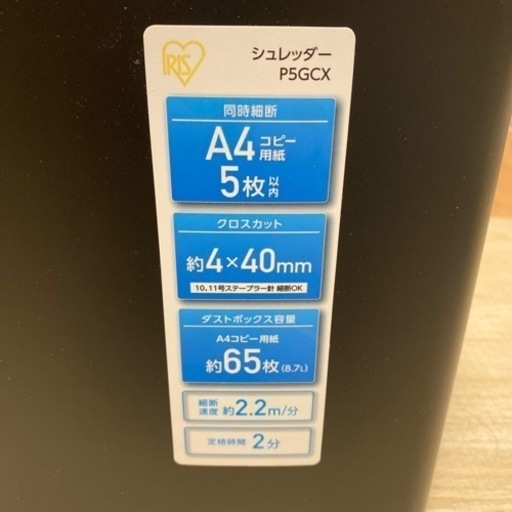 IRIS
シュレッダー
P5GCX
同時細断
A4 コピー用紙
5枚以内
クロスカット
約4×40mm
10、11号ステープラー針 細断OK
ダストボックス容量
A4コピー用紙
約65枚(8.7L)
細断速度 約2.2m/分
定格時間 2分